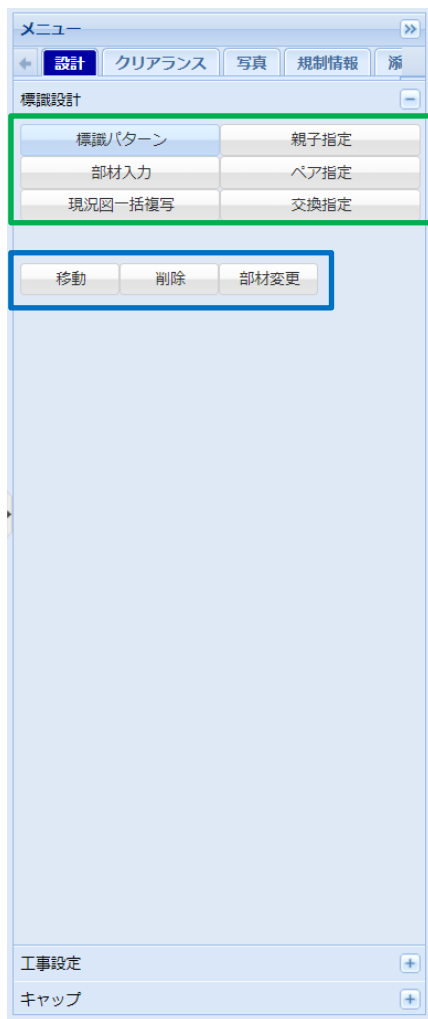 メニュー
設計 クリアランス 写真 規制情報
標識設計
標識パターン 親子指定
部材入力 ペア指定
現況図一括複写 交換指定
移動 削除 部材変更
工事設定
キャップ